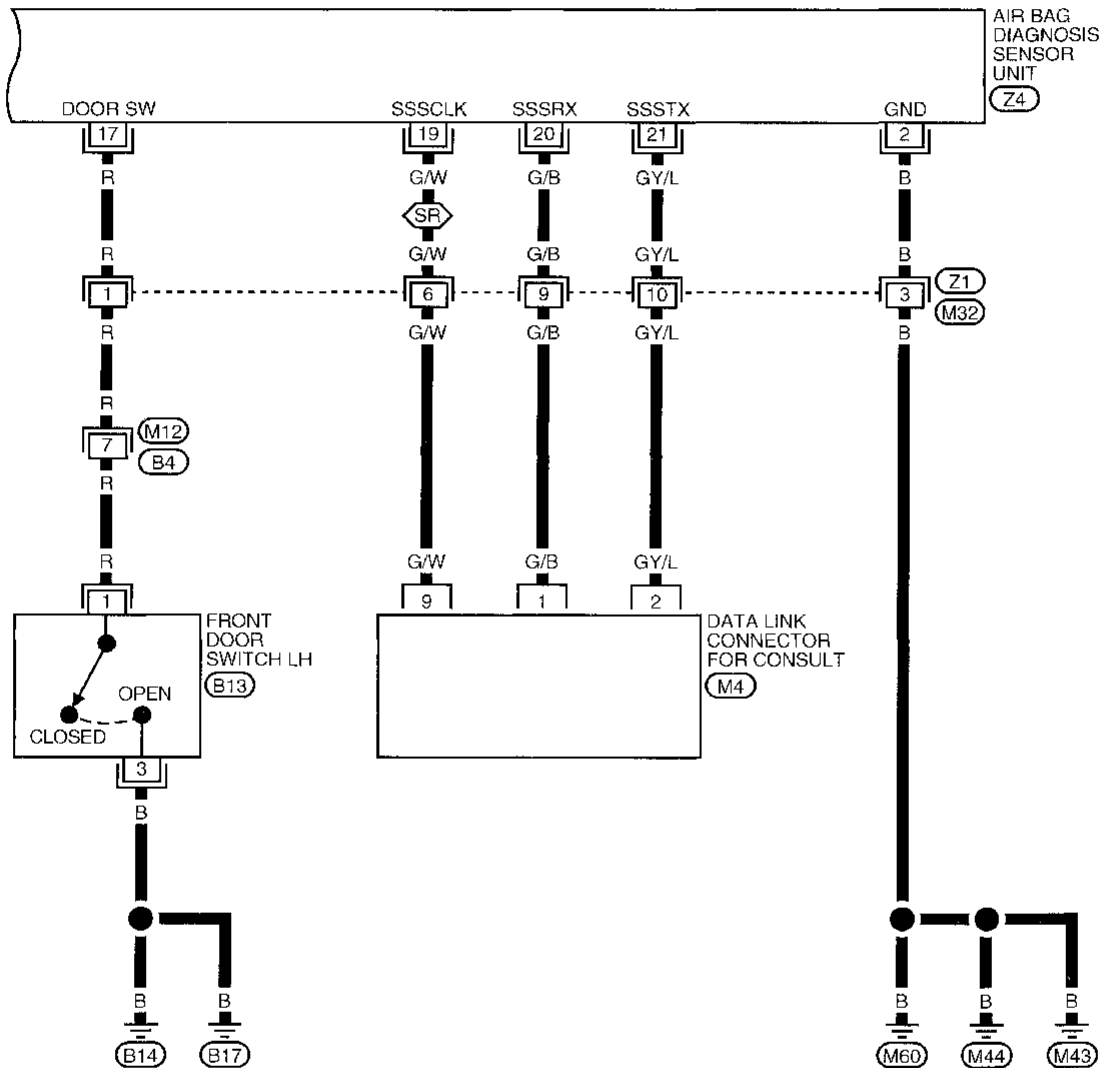 AIR BAG
DIAGNOSIS
SENSOR
UNIT
Z4
DOOR SW SSSCLK SSSRX SSSTX GND
17 19 20 21 2
R G/W G/B GY/L B
SR
R G/W G/B GY/L B
1 6 9 10 3
Z1
M32
R G/W G/B GY/L B
R
7
M12
B4
R
R G/W G/B GY/L
1 9 1 2
FRONT
DOOR
SWITCH LH
B13
OPEN
CLOSED
DATA LINK
CONNECTOR
FOR CONSULT
M4
3
B
B B B B B
B14 B17 M60 M44 M43